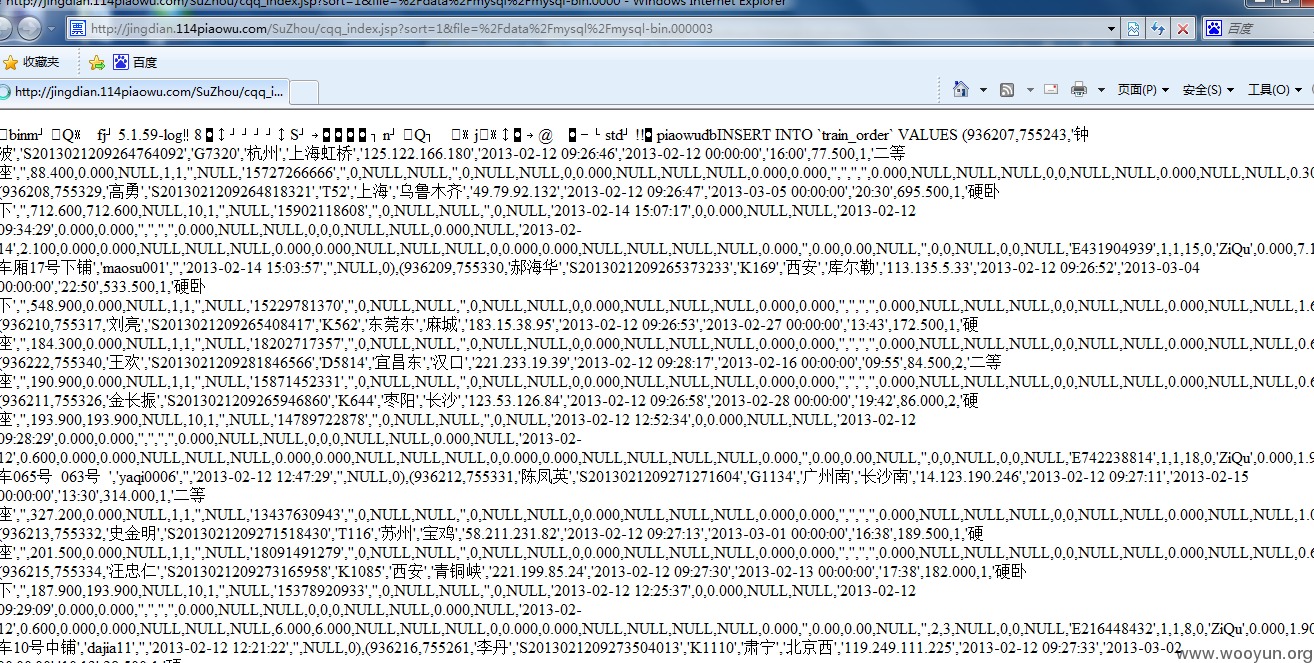 http://jingdian.114piaowu.com/SuZhou/cqq_index.jsp?sort=1&file=%2Fdata%2Fmysql%2Fmysql-bin.0000 - Windows Internet Explorer
票 http://jingdian.114piaowu.com/SuZhou/cqq_index.jsp?sort=1&file=%2Fdata%2Fmysql%2Fmysql-bin.000003 百度
收藏夹 百度
http://jingdian.114piaowu.com/SuZhou/cqq_i... 页面(P) 安全(S) 工具(O)
binm Q fj 5.1.59-log 8 S n Q j @ std !! piaowudbINSERT INTO `train_order` VALUES (936207,755243,'钟
波','S2013021209264764092','G7320','杭州','上海虹桥','125.122.166.180','2013-02-12 09:26:46','2013-02-12 00:00:00','16:00',77.500,1,'二等
座','',88.400,0.000,NULL,1,1,'',NULL,'15727266666','',0,NULL,NULL,'',0,NULL,NULL,NULL,0,0.000,NULL,NULL,NULL,0.000,0.000,'','','','',0.000,NULL,NULL,0,0,NULL,NULL,0.000,NULL,NULL,0.30
(936208,755329,'高勇','S2013021209264818321','T52','上海','乌鲁木齐','49.79.92.132','2013-02-12 09:26:47','2013-03-05 00:00:00','20:30',695.500,1,'硬卧
下','',712.600,712.600,NULL,10,1,'',NULL,'15902118608','',0,NULL,NULL,'',0,NULL,'2013-02-14 15:07:17',0,0.000,NULL,NULL,'2013-02-12
09:34:29',0.000,0.000,'','','','',0.000,NULL,NULL,0,0,0,NULL,NULL,0.000,NULL,'2013-02-
14',2.100,0.000,0.000,NULL,NULL,NULL,0.000,0.000,NULL,NULL,NULL,NULL,0,0.000,0.000,NULL,NULL,NULL,NULL,0.000,'',0.00,0.00,NULL,'',0,0,NULL,0,0,NULL,'E431904939',1,1,15,0,'ZiQu',0.000,7.1
车厢17号下铺','maosu001','','2013-02-14 15:03:57','',NULL,0),(936209,755330,'郝海华','S2013021209265373233','K169','西安','库尔勒','113.135.5.33','2013-02-12 09:26:52','2013-03-04
00:00:00','22:50',533.500,1,'硬卧
下','',548.900,0.000,NULL,1,1,'',NULL,'15229781370','',0,NULL,NULL,'',0,NULL,NULL,NULL,0,0.000,NULL,NULL,NULL,0.000,0.000,'','','','',0.000,NULL,NULL,NULL,0,0,NULL,NULL,0.000,NULL,NULL,1.0
(936210,755317,'刘亮','S2013021209265408417','K562','东莞东','麻城','183.15.38.95','2013-02-12 09:26:53','2013-02-27 00:00:00','13:43',172.500,1,'硬
座','',184.300,0.000,NULL,1,1,'',NULL,'18202717357','',0,NULL,NULL,'',0,NULL,NULL,NULL,0,0.000,NULL,NULL,NULL,0.000,0.000,'','','','',0.000,NULL,NULL,NULL,0,0,NULL,NULL,0.000,NULL,NULL,0.6
(936222,755340,'王欢','S2013021209281846566','D5814','宜昌东','汉口','221.233.19.39','2013-02-12 09:28:17','2013-02-16 00:00:00','09:55',84.500,2,'二等
座','',190.900,0.000,NULL,1,1,'',NULL,'15871452331','',0,NULL,NULL,'',0,NULL,NULL,NULL,0,0.000,NULL,NULL,NULL,0.000,0.000,'','','','',0.000,NULL,NULL,NULL,0,0,NULL,NULL,0.000,NULL,NULL,0.6
(936211,755326,'金长振','S2013021209265946860','K644','枣阳','长沙','123.53.126.84','2013-02-12 09:26:58','2013-02-28 00:00:00','19:42',86.000,2,'硬
座','',193.900,193.900,NULL,10,1,'',NULL,'14789722878','',0,NULL,NULL,'',0,NULL,'2013-02-12 12:52:34',0,0.000,NULL,NULL,'2013-02-12
09:28:29',0.000,0.000,'','','','',0.000,NULL,NULL,0,0,0,NULL,NULL,0.000,NULL,'2013-02-
12',0.600,0.000,0.000,NULL,NULL,NULL,0.000,0.000,NULL,NULL,NULL,NULL,0,0.000,0.000,NULL,NULL,NULL,NULL,0.000,'',0.00,0.00,NULL,'',0,0,NULL,0,0,NULL,'E742238814',1,1,18,0,'ZiQu',0.000,1.9
车065号 063号 ','yaqi0006','','2013-02-12 12:47:29','',NULL,0),(936212,755331,'陈凤英','S2013021209271271604','G1134','广州南','长沙南','14.123.190.246','2013-02-12 09:27:11','2013-02-15
00:00:00','13:30',314.000,1,'二等
座','',327.200,0.000,NULL,1,1,'',NULL,'13437630943','',0,NULL,NULL,'',0,NULL,NULL,NULL,0,0.000,NULL,NULL,NULL,0.000,0.000,'','','','',0.000,NULL,NULL,NULL,0,0,NULL,NULL,0.000,NULL,NULL,1.0
(936213,755332,'史金明','S2013021209271518430','T116','苏州','宝鸡','58.211.231.82','2013-02-12 09:27:13','2013-03-01 00:00:00','16:38',189.500,1,'硬
座','',201.500,0.000,NULL,1,1,'',NULL,'18091491279','',0,NULL,NULL,'',0,NULL,NULL,NULL,0,0.000,NULL,NULL,NULL,0.000,0.000,'','','','',0.000,NULL,NULL,NULL,0,0,NULL,NULL,0.000,NULL,NULL,0.6
(936215,755334,'汪忠仁','S2013021209273165958','K1085','西安','青铜峡','221.199.85.24','2013-02-12 09:27:30','2013-02-13 00:00:00','17:38',182.000,1,'硬卧
下','',187.900,193.900,NULL,10,1,'',NULL,'15378920933','',0,NULL,NULL,'',0,NULL,'2013-02-12 12:25:37',0,0.000,NULL,NULL,'2013-02-12
09:29:09',0.000,0.000,'','','','',0.000,NULL,NULL,0,0,0,NULL,NULL,0.000,NULL,'2013-02-
12',0.600,0.000,0.000,NULL,NULL,NULL,6.000,6.000,NULL,NULL,NULL,NULL,0,0.000,0.000,NULL,NULL,NULL,NULL,0.000,'',0.00,0.00,NULL,'',2,3,NULL,0,0,NULL,'E216448432',1,1,8,0,'ZiQu',0.000,1.90
车10号中铺','dajia11','','2013-02-12 12:21:22','',NULL,0),(936216,755261,'李丹','S2013021209273504013','K1110','肃宁','北京西','119.249.111.225','2013-02-12 09:27:33','2013-03-02
www.wooyun.org